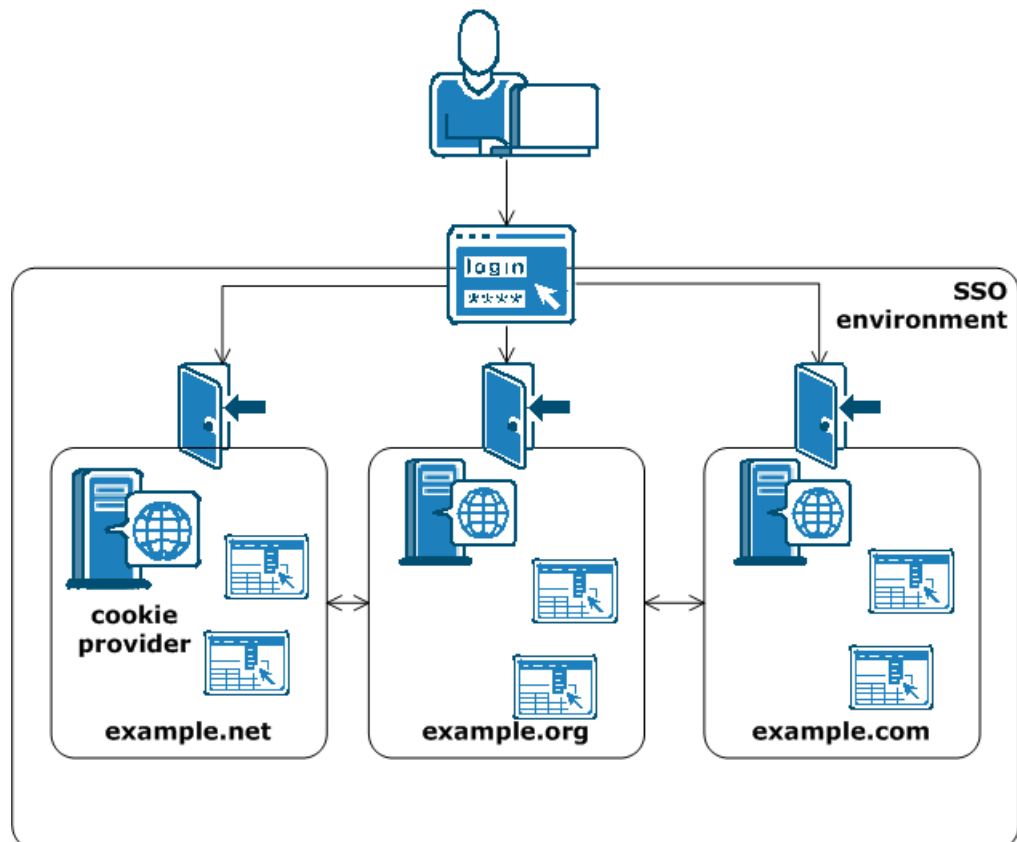 login
****
SSO
environment
cookie
provider
example.net
example.org
example.com